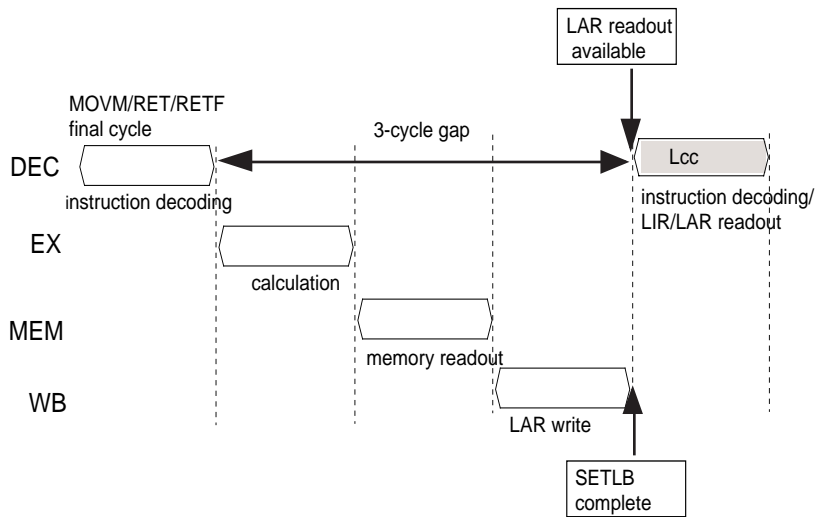 LAR readout
available
MOVM/RET/RETF
final cycle
3-cycle gap
DEC
Lcc
instruction decoding
instruction decoding/
LIR/LAR readout
EX
calculation
MEM
memory readout
WB
LAR write
SETLB
complete